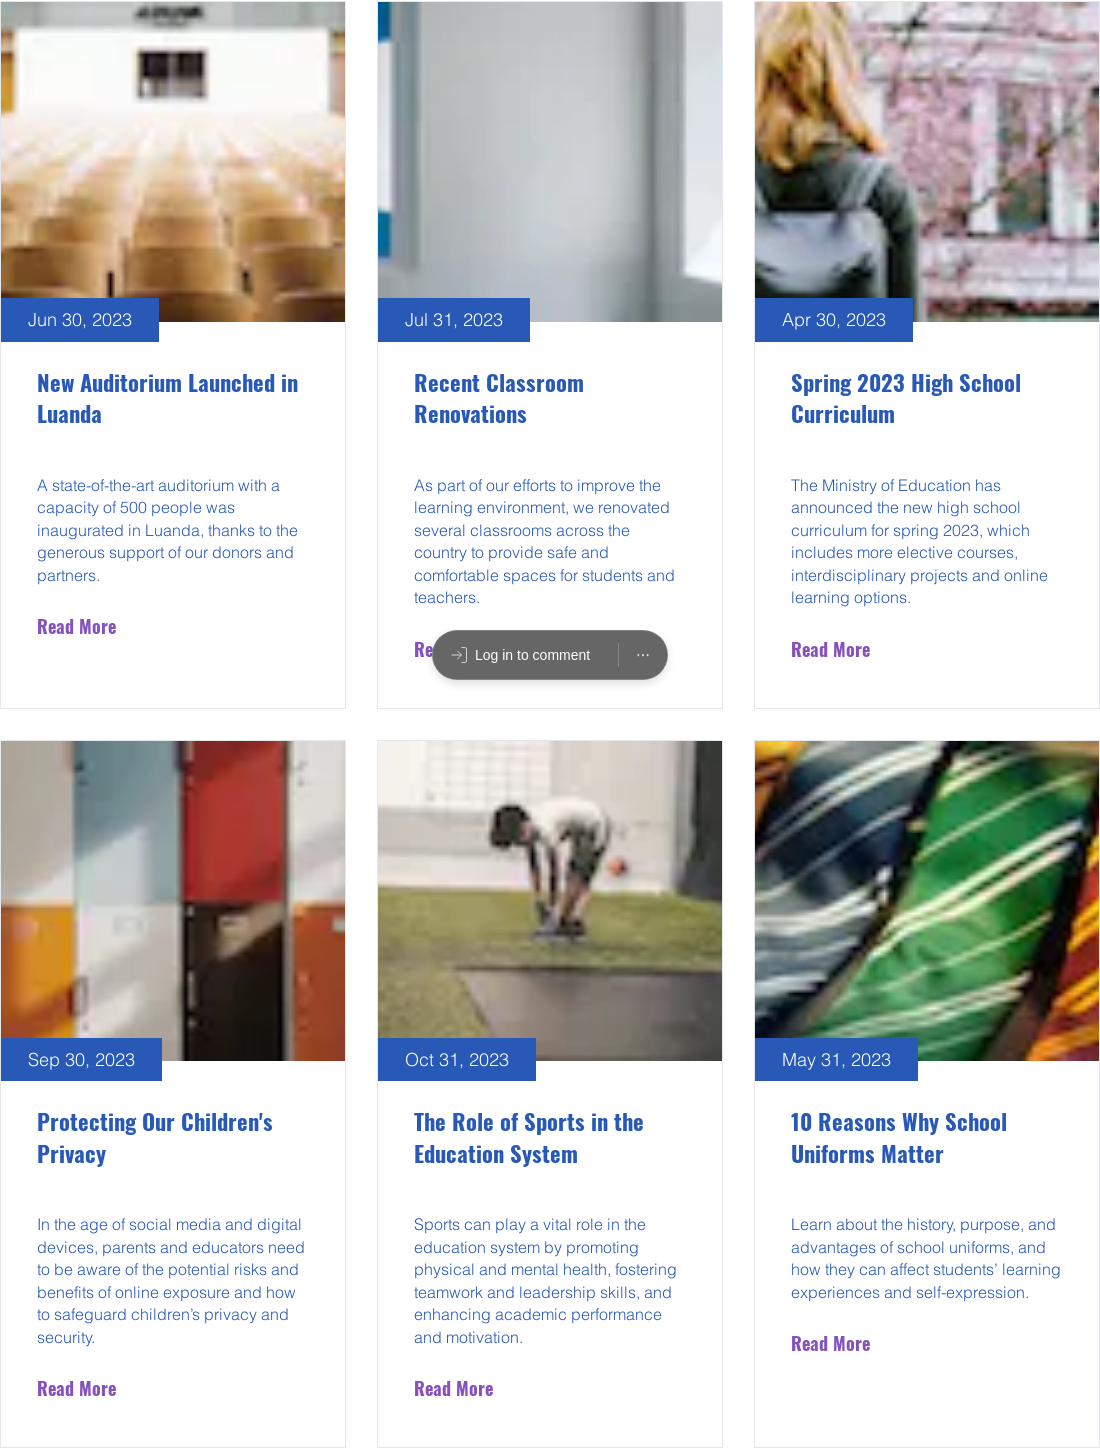 Jun 30, 2023
New Auditorium Launched in
Luanda
A state-of-the-art auditorium with a
capacity of 500 people was
inaugurated in Luanda, thanks to the
generous support of our donors and
partners.
Read More
Jul 31, 2023
Recent Classroom
Renovations
As part of our efforts to improve the
learning environment, we renovated
several classrooms across the
country to provide safe and
comfortable spaces for students and
teachers.
Re
Log in to comment
Apr 30, 2023
Spring 2023 High School
Curriculum
The Ministry of Education has
announced the new high school
curriculum for spring 2023, which
includes more elective courses,
interdisciplinary projects and online
learning options.
Read More
Sep 30, 2023
Protecting Our Children's
Privacy
In the age of social media and digital
devices, parents and educators need
to be aware of the potential risks and
benefits of online exposure and how
to safeguard children’s privacy and
security.
Read More
Oct 31, 2023
The Role of Sports in the
Education System
Sports can play a vital role in the
education system by promoting
physical and mental health, fostering
teamwork and leadership skills, and
enhancing academic performance
and motivation.
Read More
May 31, 2023
10 Reasons Why School
Uniforms Matter
Learn about the history, purpose, and
advantages of school uniforms, and
how they can affect students’ learning
experiences and self-expression.
Read More